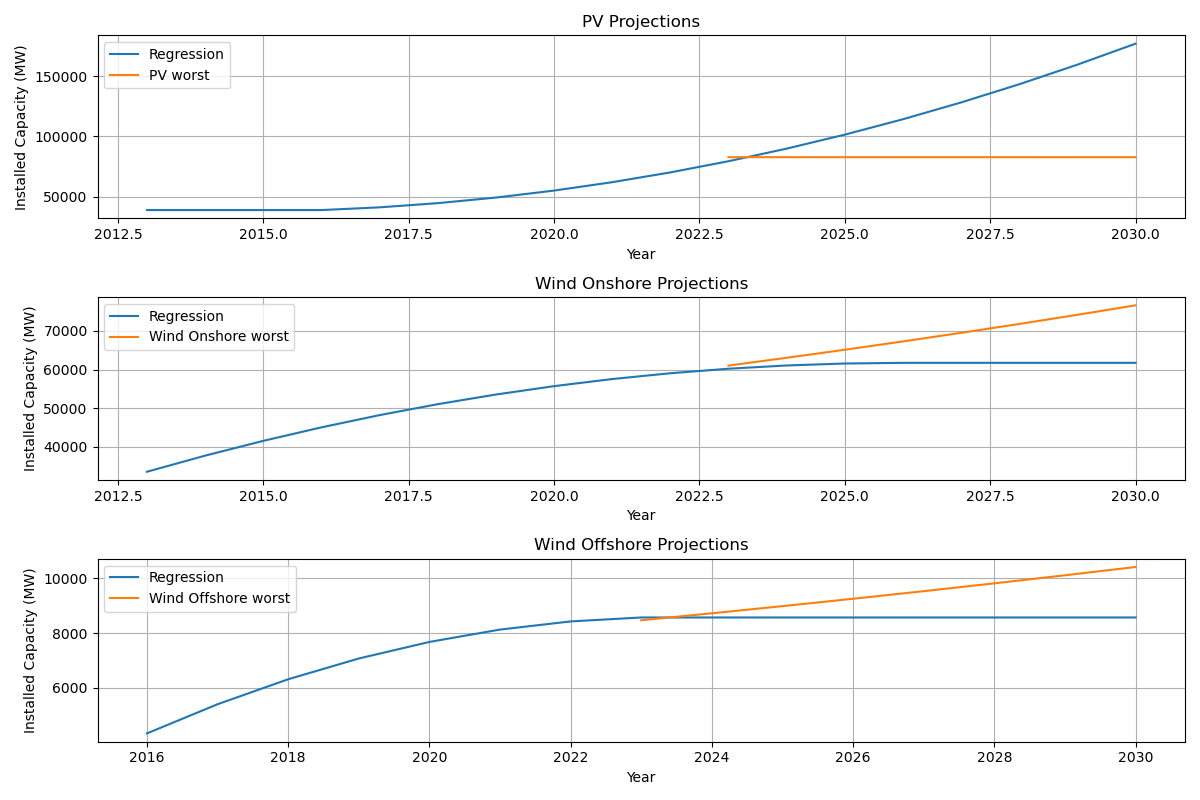 PV Projections
Installed Capacity (MW)
150000
100000
50000
Regression
PV worst
2012.5 2015.0 2017.5 2020.0 2022.5 2025.0 2027.5 2030.0
Year
Wind Onshore Projections
Installed Capacity (MW)
70000
60000
50000
40000
Regression
Wind Onshore worst
2012.5 2015.0 2017.5 2020.0 2022.5 2025.0 2027.5 2030.0
Year
Wind Offshore Projections
Installed Capacity (MW)
10000
8000
6000
Regression
Wind Offshore worst
2016 2018 2020 2022 2024 2026 2028 2030
Year